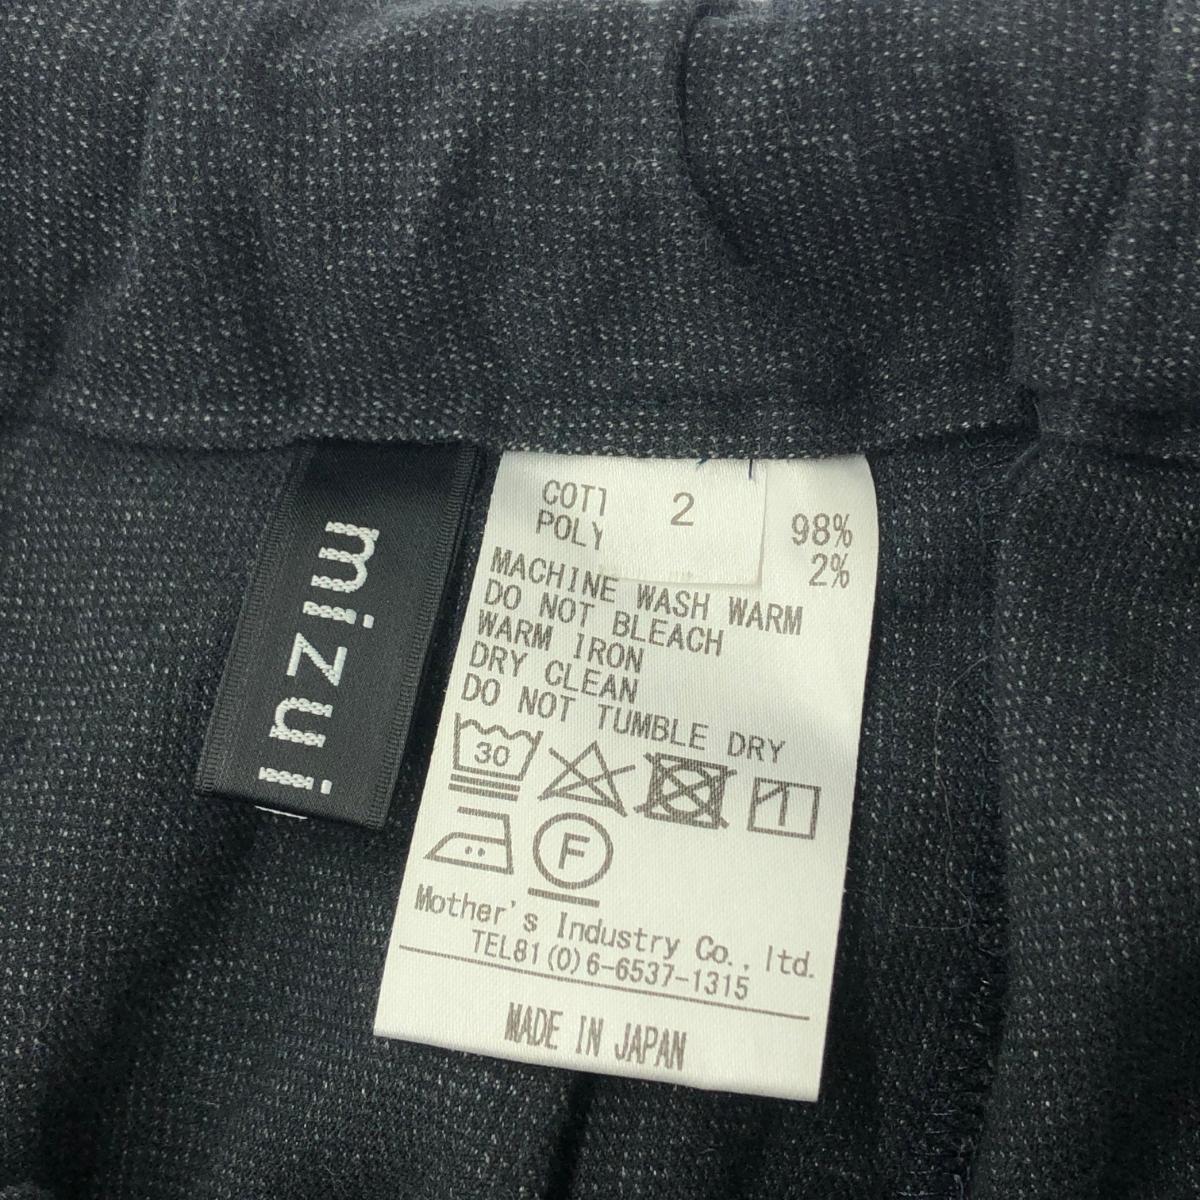 mizui
2
COTT 98%
POLY 2%
MACHINE WASH WARM
DO NOT BLEACH
WARM IRON
DRY CLEAN
DO NOT TUMBLE DRY
30
F
Mother's Industry Co., ltd.
TEL81(0)6-6537-1315
MADE IN JAPAN